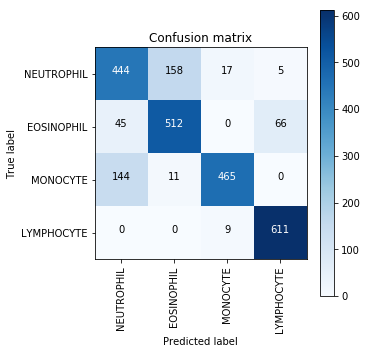 Confusion matrix
True label
NEUTROPHIL 444 158 17 5
EOSINOPHIL 45 512 0 66
MONOCYTE 144 11 465 0
LYMPHOCYTE 0 0 9 611
NEUTROPHIL
EOSINOPHIL
MONOCYTE
LYMPHOCYTE
Predicted label
600
500
400
300
200
100
0